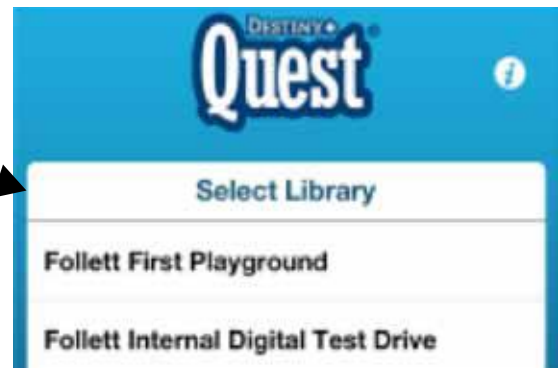 DESTINY
Quest
i
Select Library
Follett First Playground
Follett Internal Digital Test Drive